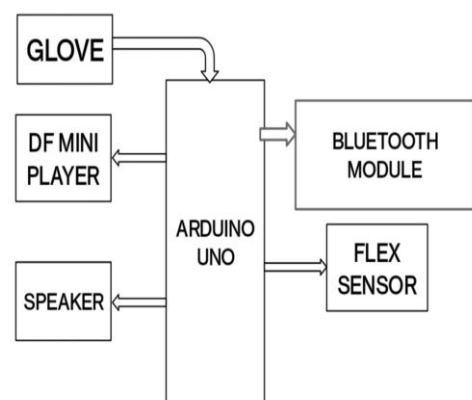 GLOVE
DF MINI
PLAYER
SPEAKER
ARDUINO
UNO
BLUETOOTH
MODULE
FLEX
SENSOR